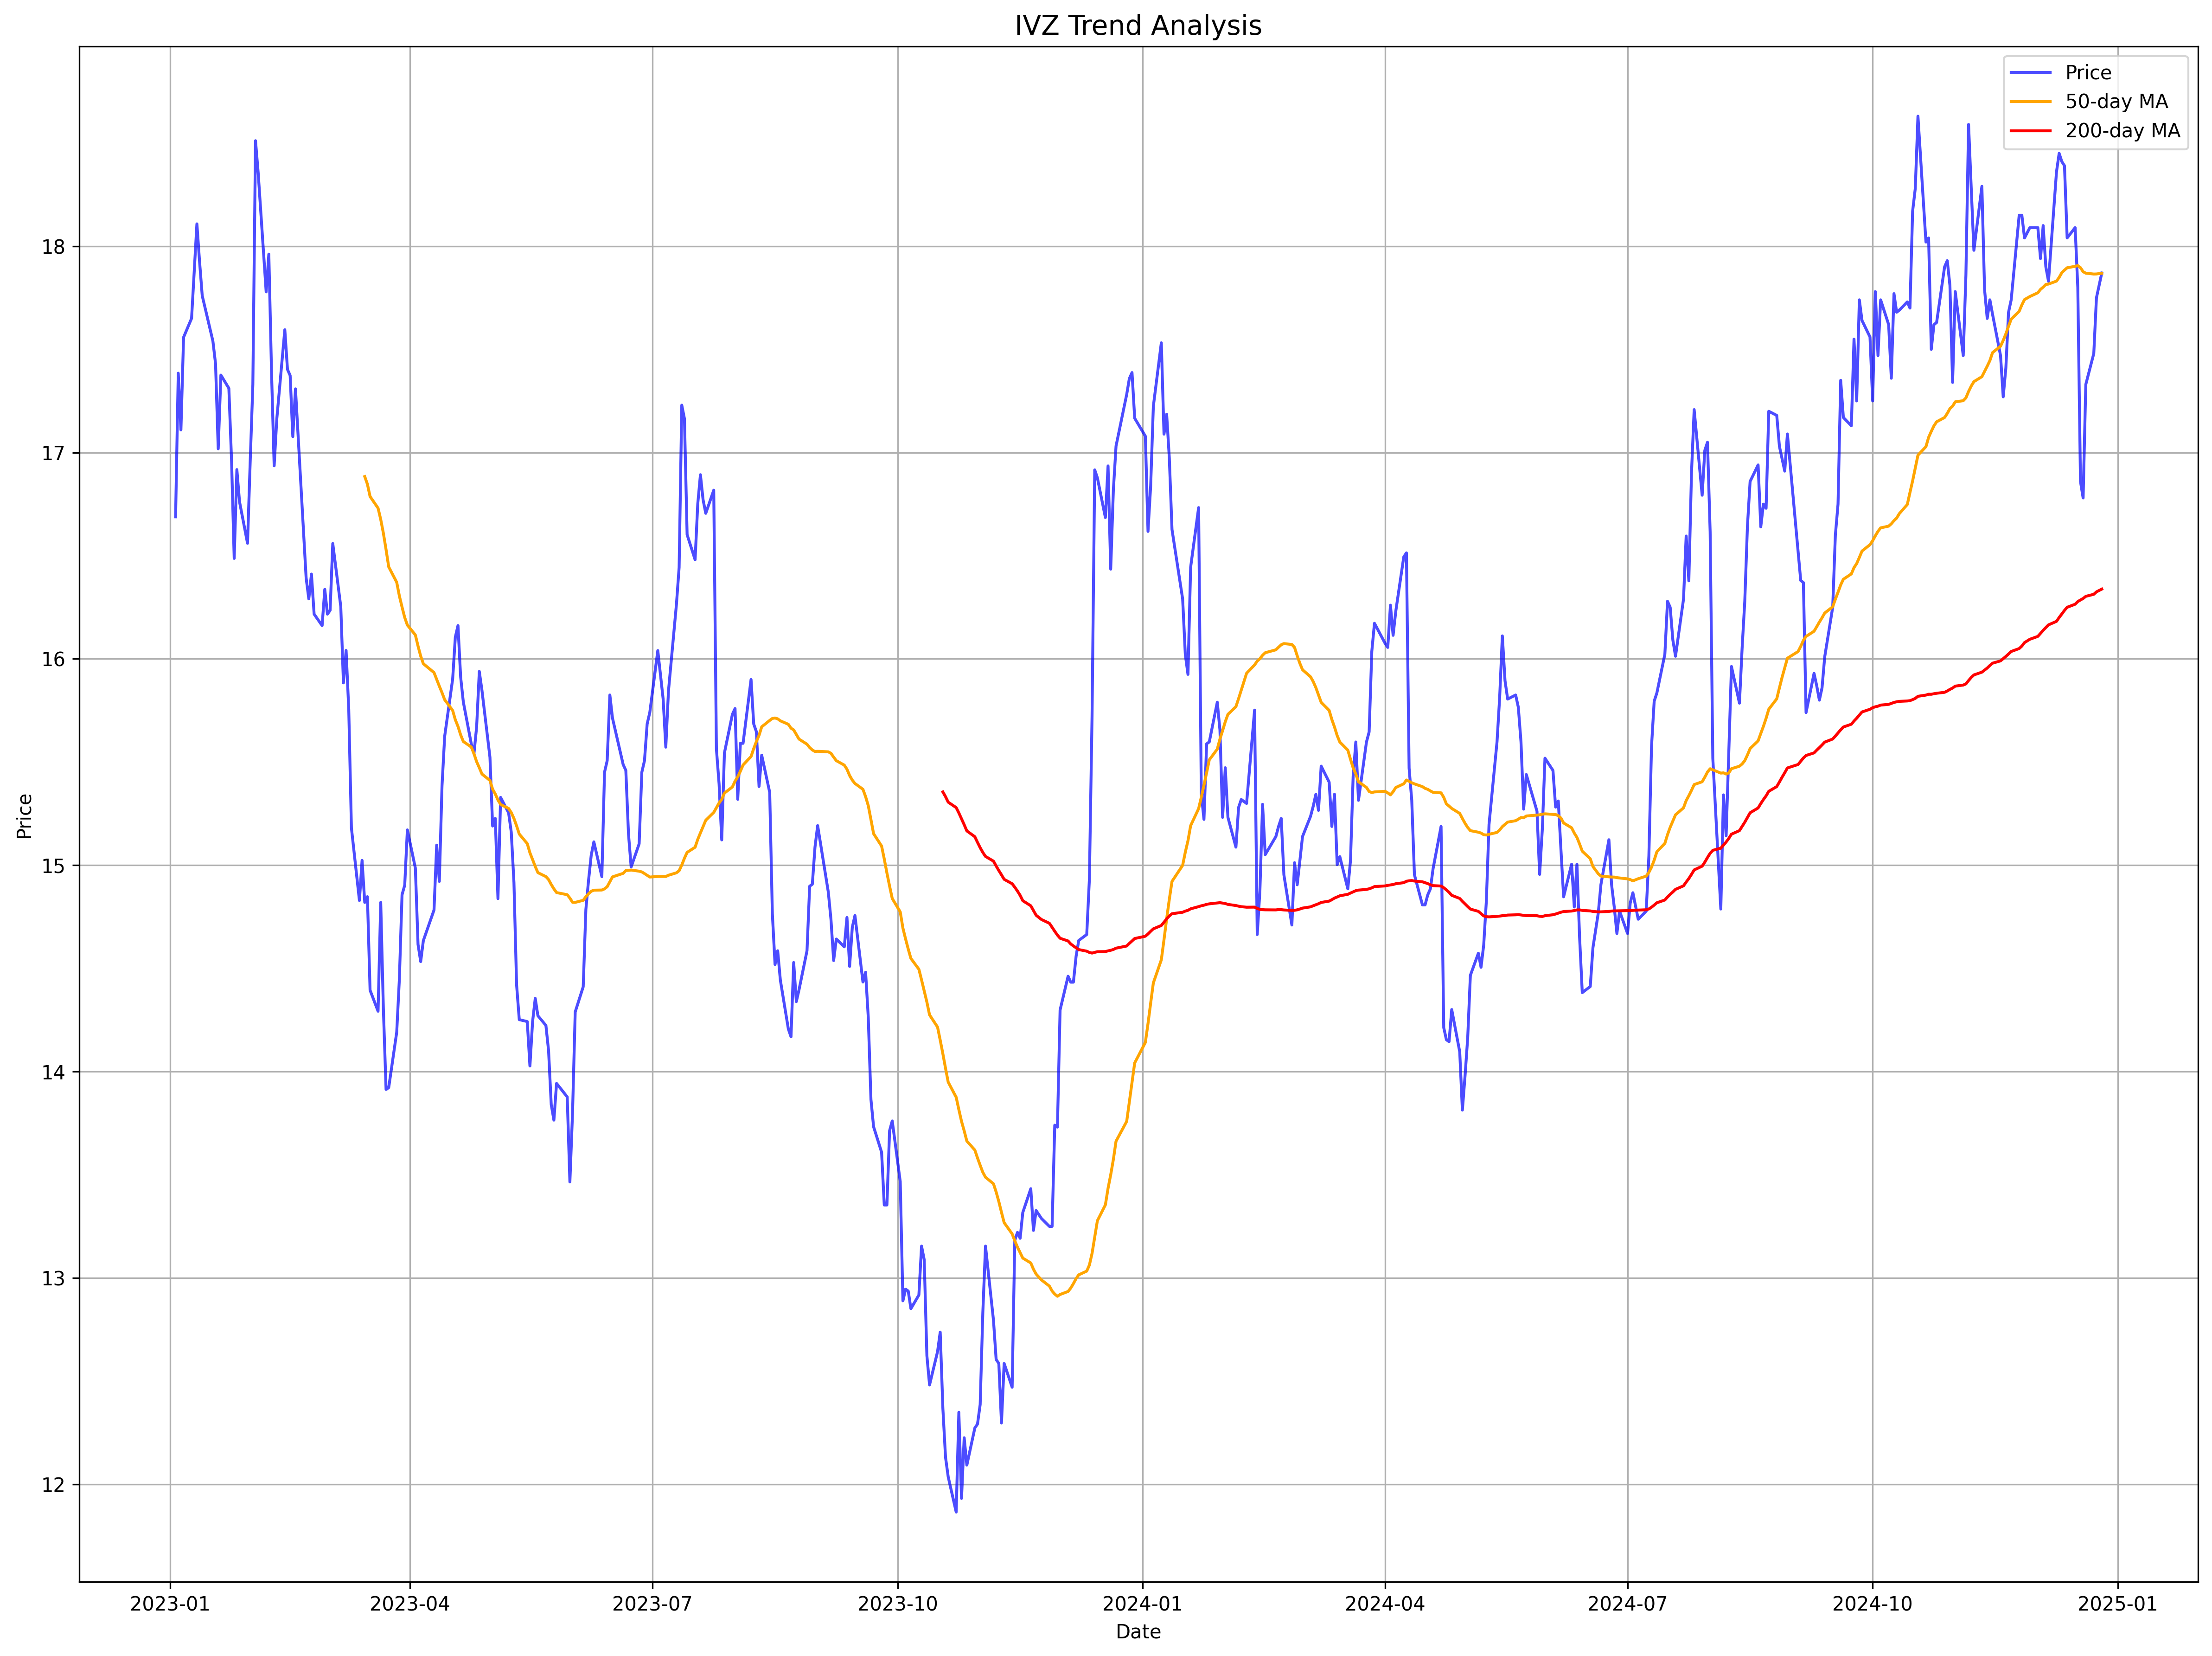 IVZ Trend Analysis
Price
50-day MA
200-day MA
18
17
16
15
14
13
12
Price
2023-01
2023-04
2023-07
2023-10
2024-01
2024-04
2024-07
2024-10
2025-01
Date